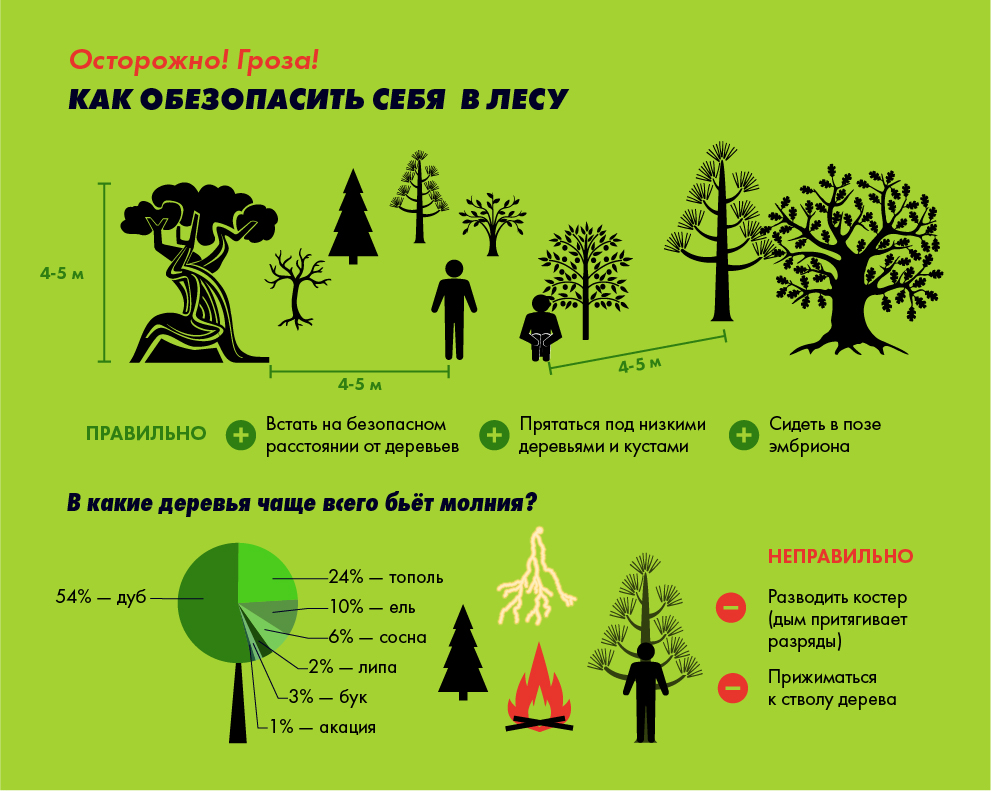 Осторожно! Гроза!
КАК ОБЕЗОПАСИТЬ СЕБЯ В ЛЕСУ
4-5 м
4-5 м
4-5 м
ПРАВИЛЬНО
Встать на безопасном
расстоянии от деревьев
Прятаться под низкими
деревьями и кустами
Сидеть в позе
эмбриона
В какие деревья чаще всего бьёт молния?
54% — дуб
24% — тополь
10% — ель
6% — сосна
2% — липа
3% — бук
1% — акация
НЕПРАВИЛЬНО
Разводить костер
(дым притягивает
разряды)
Прижиматься
к стволу дерева